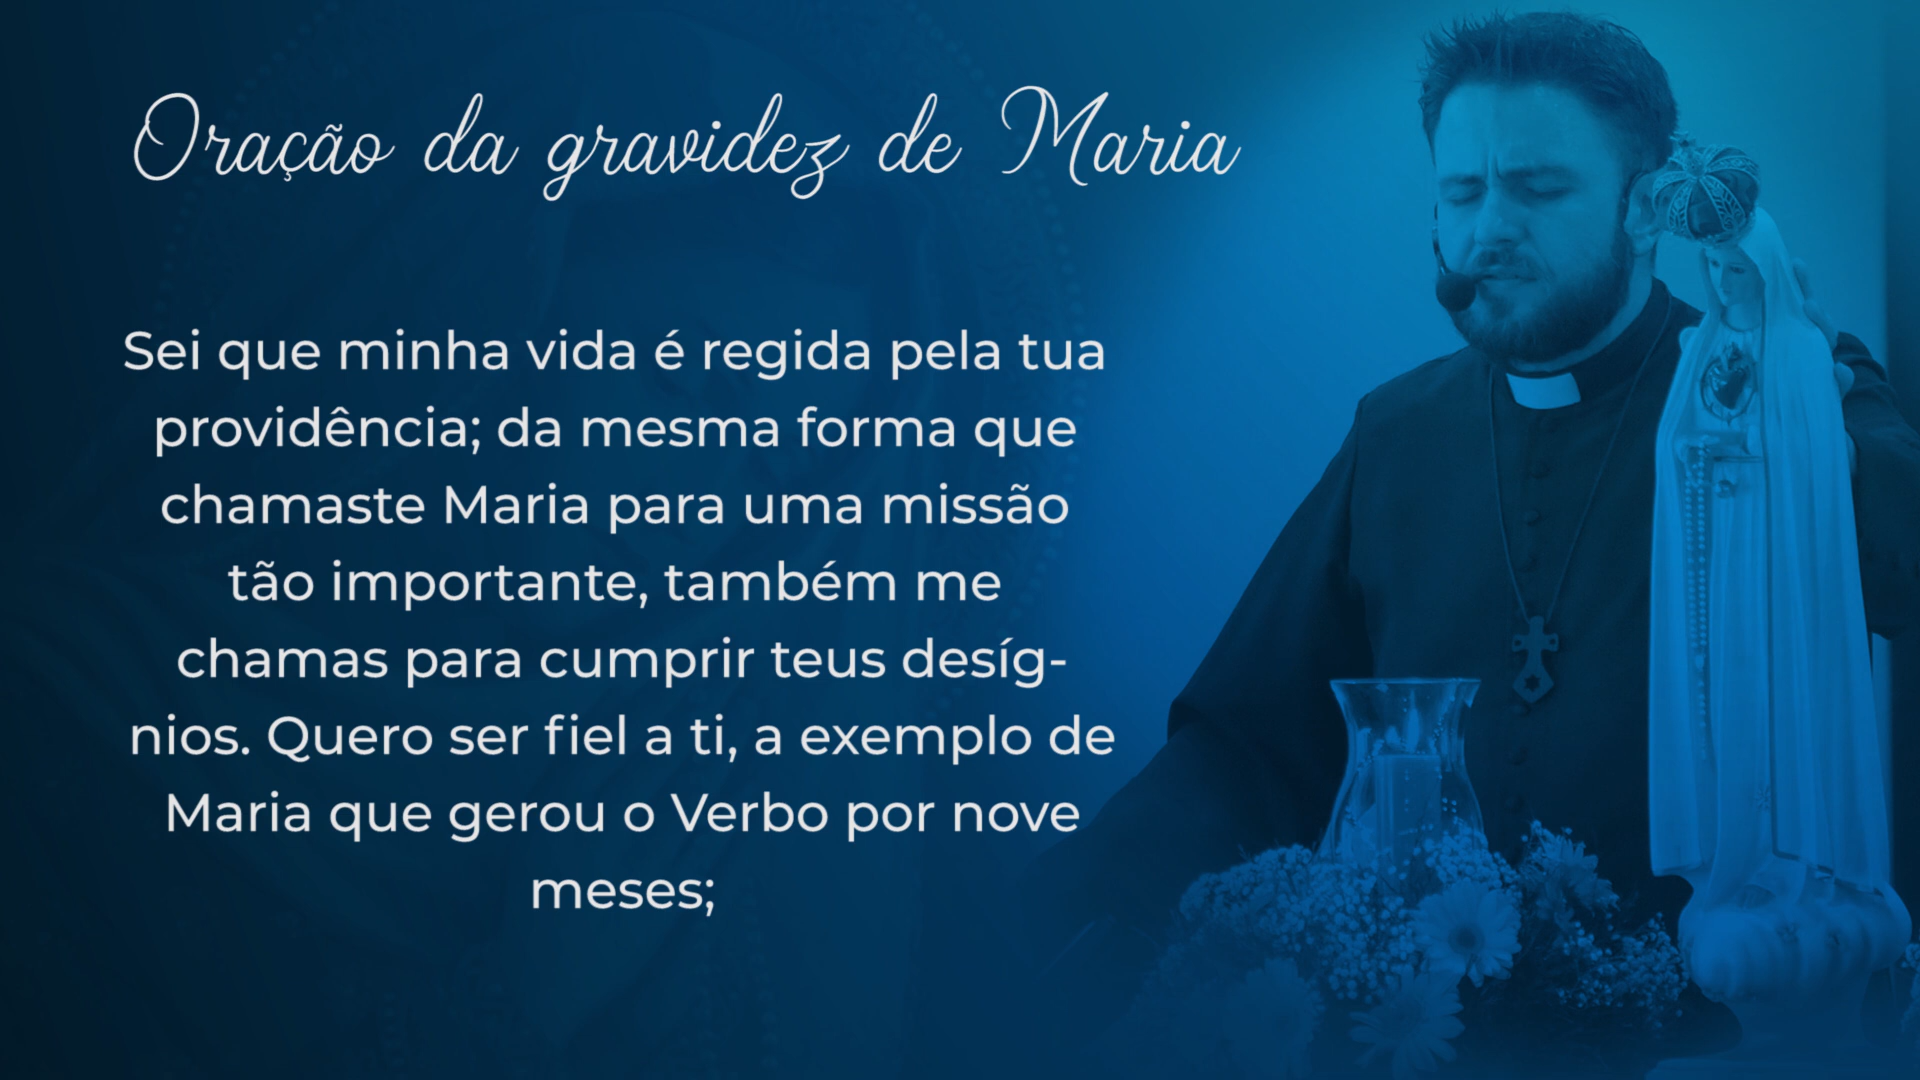 Oração da gravidez de Maria
Sei que minha vida é regida pela tua
providência; da mesma forma que
chamaste Maria para uma missão
tão importante, também me
chamas para cumprir teus desíg-
nios. Quero ser fiel a ti, a exemplo de
Maria que gerou o Verbo por nove
meses;